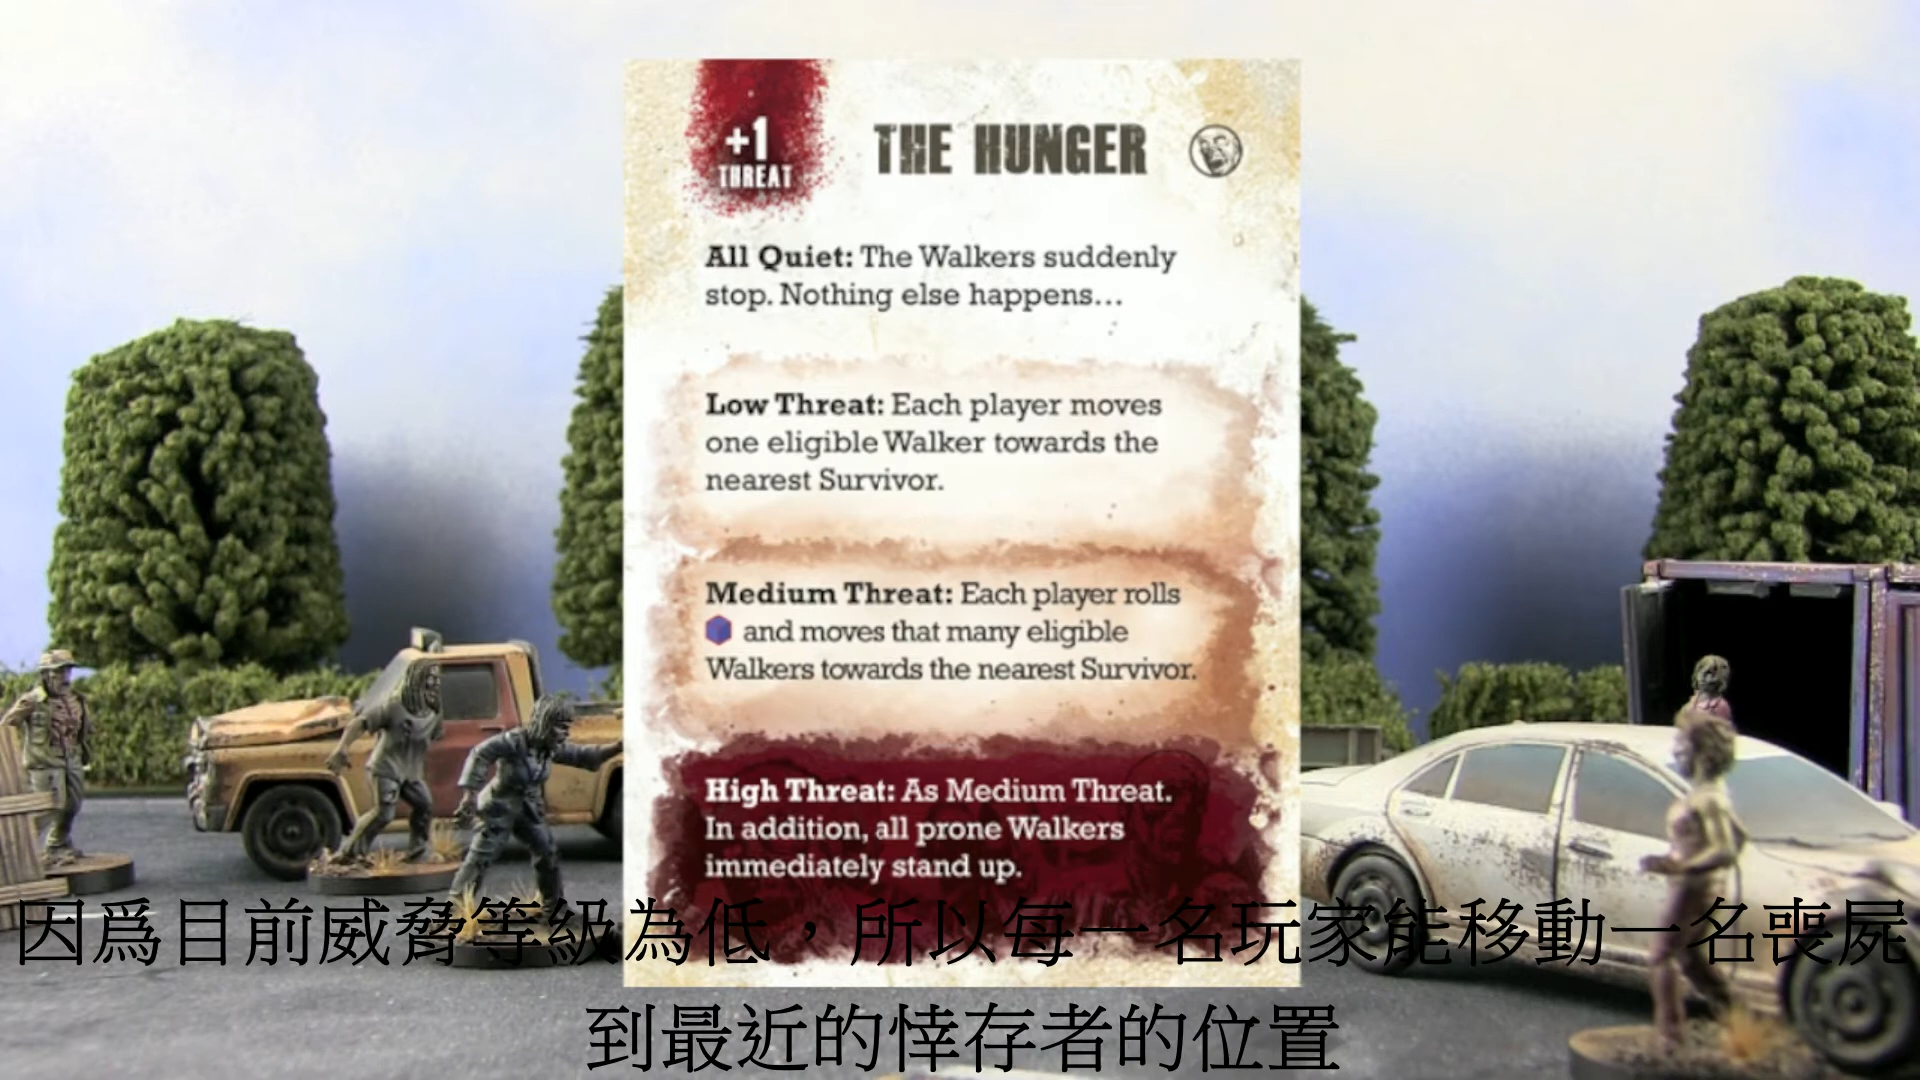 +1
THREAT
THE HUNGER
All Quiet: The Walkers suddenly
stop. Nothing else happens...
Low Threat: Each player moves
one eligible Walker towards the
nearest Survivor.
Medium Threat: Each player rolls
and moves that many eligible
Walkers towards the nearest Survivor.
High Threat: As Medium Threat.
In addition, all prone Walkers
immediately stand up.
因爲目前威脅等級為低，所以每一名玩家能移動一名喪屍
到最近的倖存者的位置